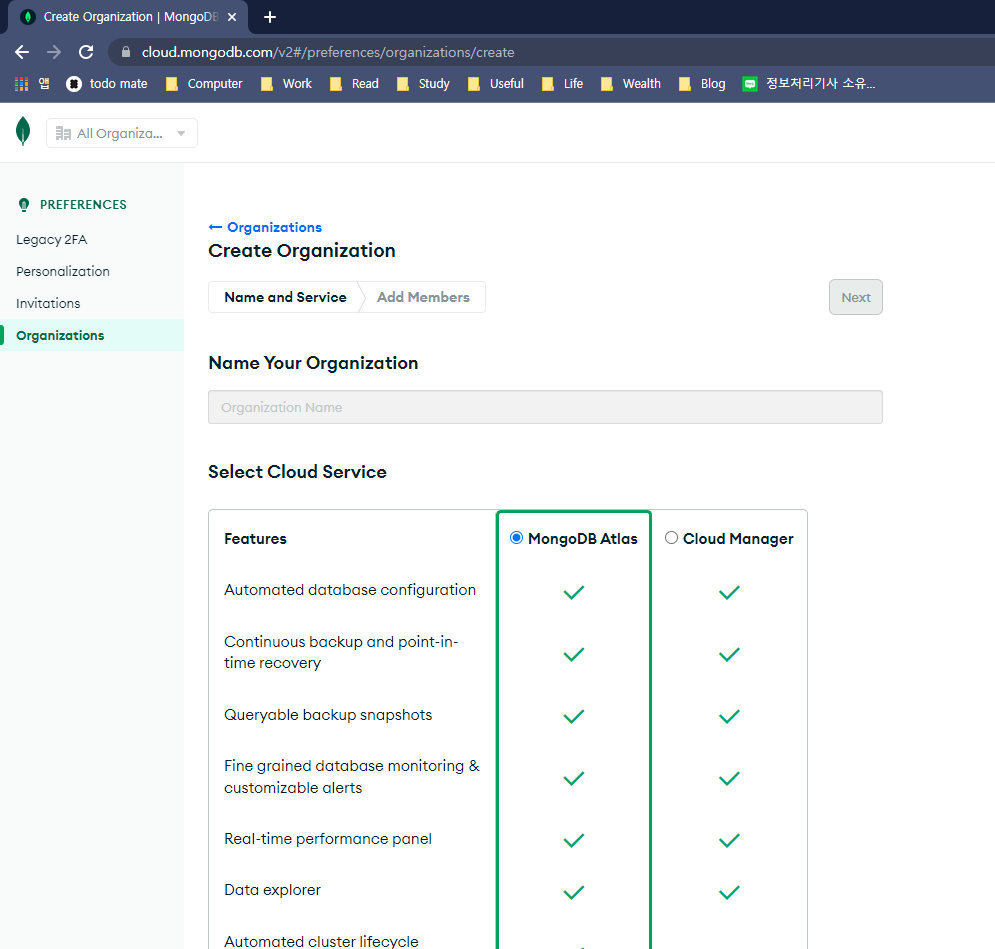 Create Organization | MongoDB
cloud.mongodb.com/v2#/preferences/organizations/create
앱 todo mate Computer Work Read Study Useful Life Wealth Blog 정보처리기사 소유...
All Organiza...
PREFERENCES
Legacy 2FA
Personalization
Invitations
Organizations
← Organizations
Create Organization
Name and Service Add Members
Next
Name Your Organization
Organization Name
Select Cloud Service
Features MongoDB Atlas Cloud Manager
Automated database configuration
Continuous backup and point-in-
time recovery
Queryable backup snapshots
Fine grained database monitoring &
customizable alerts
Real-time performance panel
Data explorer
Automated cluster lifecycle